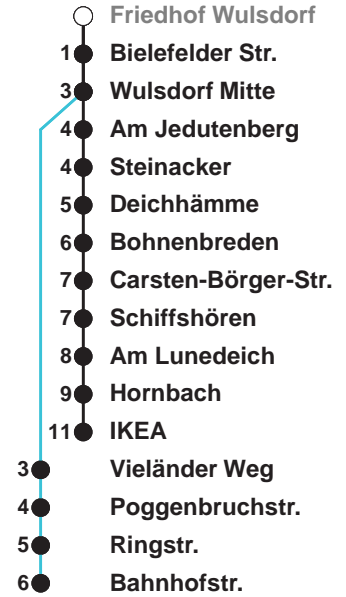 Friedhof Wulsdorf
1 Bielefelder Str.
3 Wulsdorf Mitte
4 Am Jedutenberg
4 Steinacker
5 Deichhämme
6 Bohnenbreden
7 Carsten-Börger-Str.
7 Schiffshören
8 Am Lunedeich
9 Hornbach
11 IKEA
3 Vieländer Weg
4 Poggenbruchstr.
5 Ringstr.
6 Bahnhofstr.